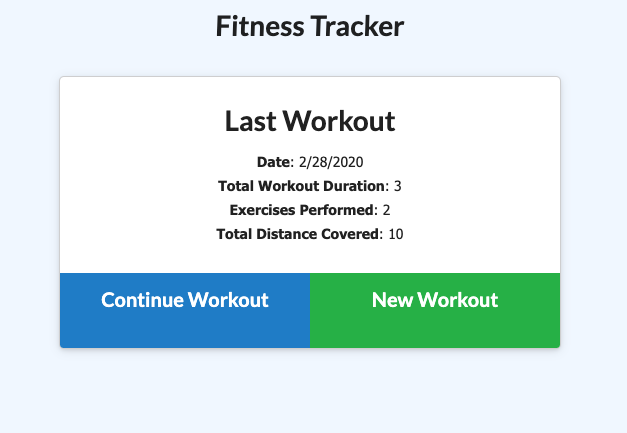 Fitness Tracker
Last Workout
Date: 2/28/2020
Total Workout Duration: 3
Exercises Performed: 2
Total Distance Covered: 10
Continue Workout
New Workout